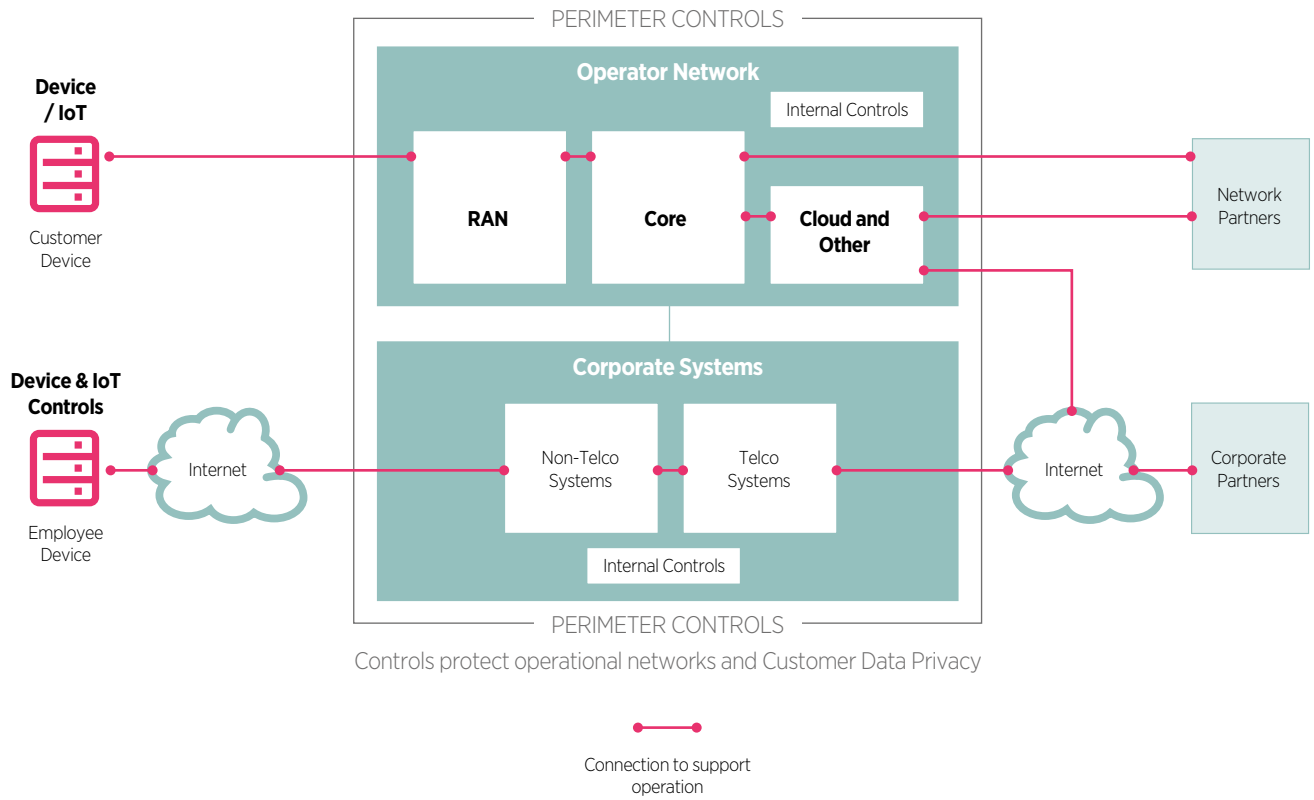 PERIMETER CONTROLS
Operator Network
Internal Controls
Device
/ IoT
Customer
Device
RAN
Core
Cloud and
Other
Network
Partners
Corporate Systems
Device & IoT
Controls
Employee
Device
Internet
Non-Telco
Systems
Telco
Systems
Internet
Corporate
Partners
Internal Controls
PERIMETER CONTROLS
Controls protect operational networks and Customer Data Privacy
Connection to support
operation